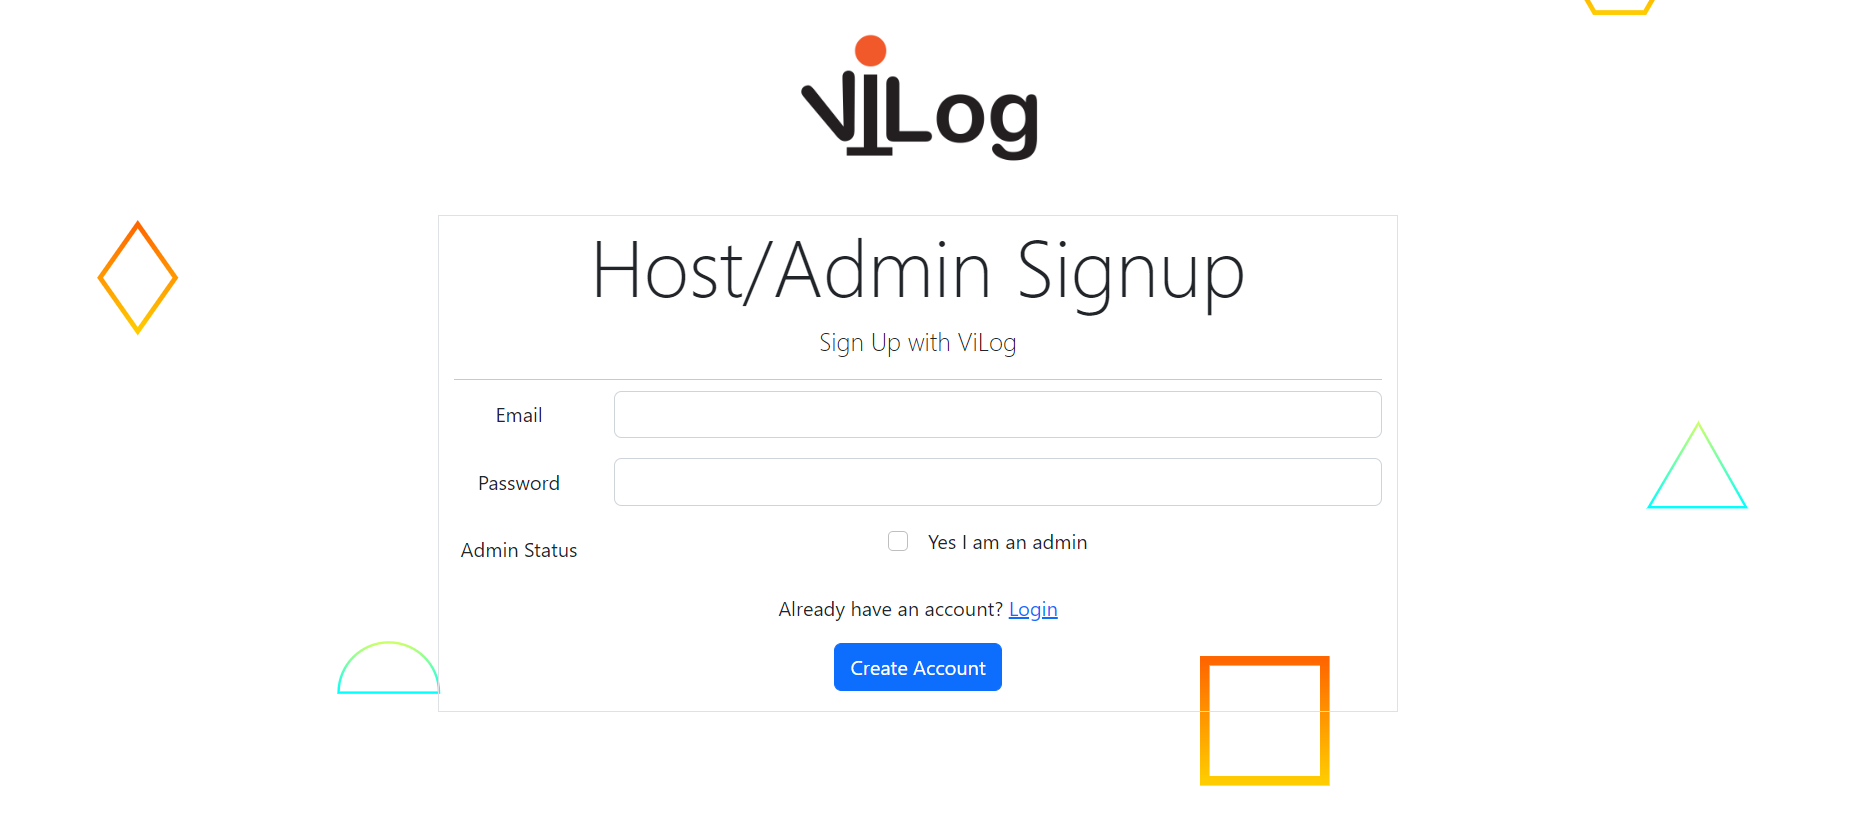 ViLog
Host/Admin Signup
Sign Up with ViLog
Email
Password
Admin Status
Yes I am an admin
Already have an account? Login
Create Account